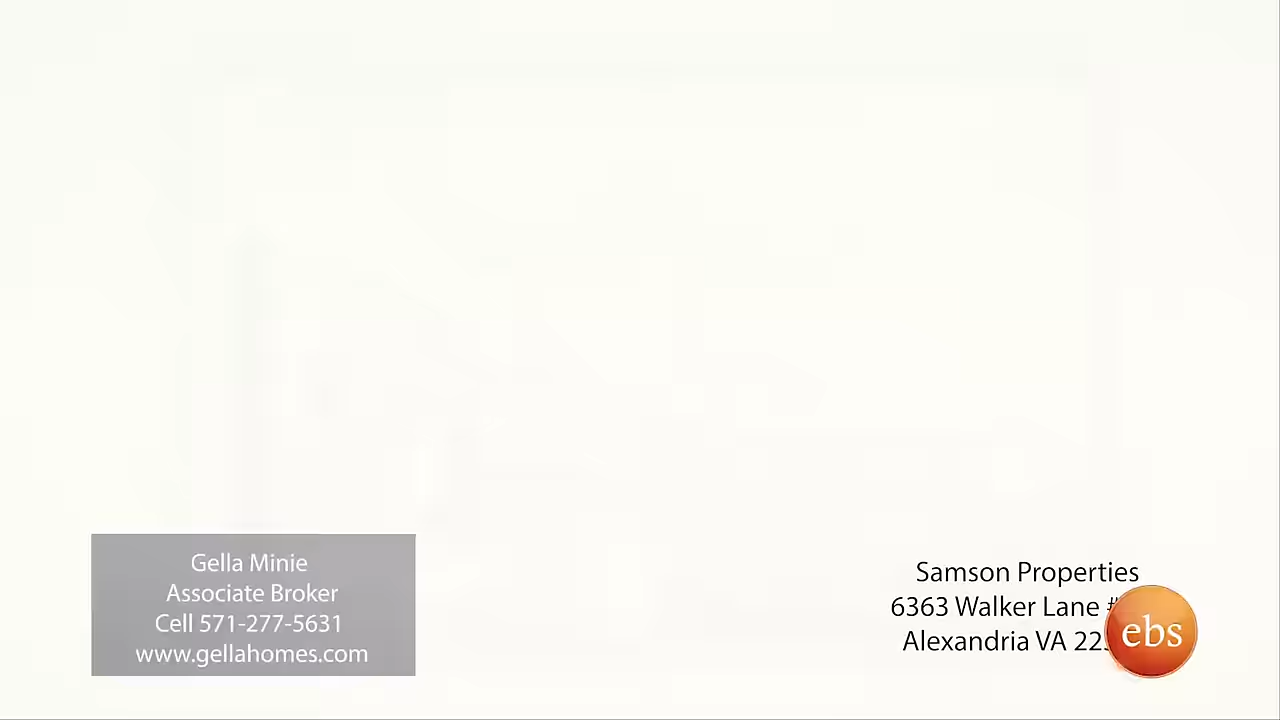 Gella Minie
Associate Broker
Cell 571-277-5631
www.gellahomes.com
Samson Properties
6363 Walker Lane
Alexandria VA
ebs